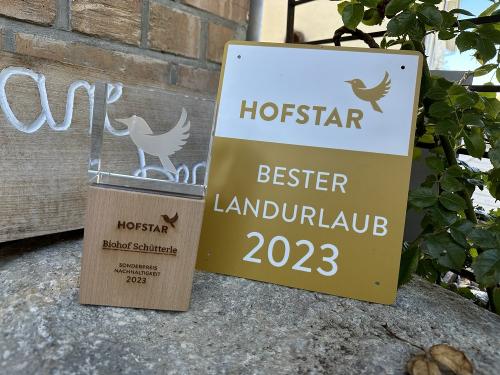 HOFSTAR
BESTER
LANDURLAUB
2023
HOFSTAR
Biohof Schütterle
SONDERPREIS
NACHHALTIGKEIT
2023